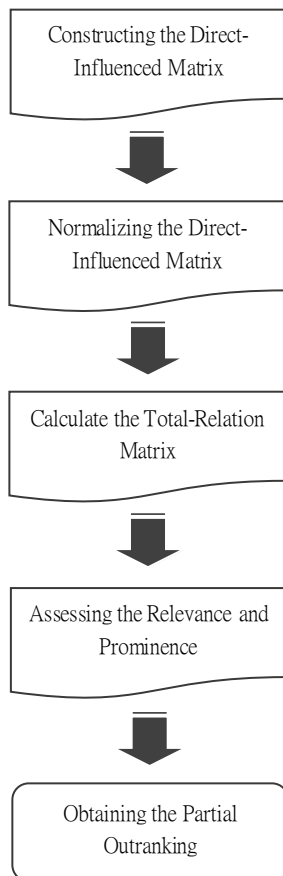 Constructing the Direct-
Influenced Matrix
Normalizing the Direct-
Influenced Matrix
Calculate the Total-Relation
Matrix
Assessing the Relevance and
Prominence
Obtaining the Partial
Outranking